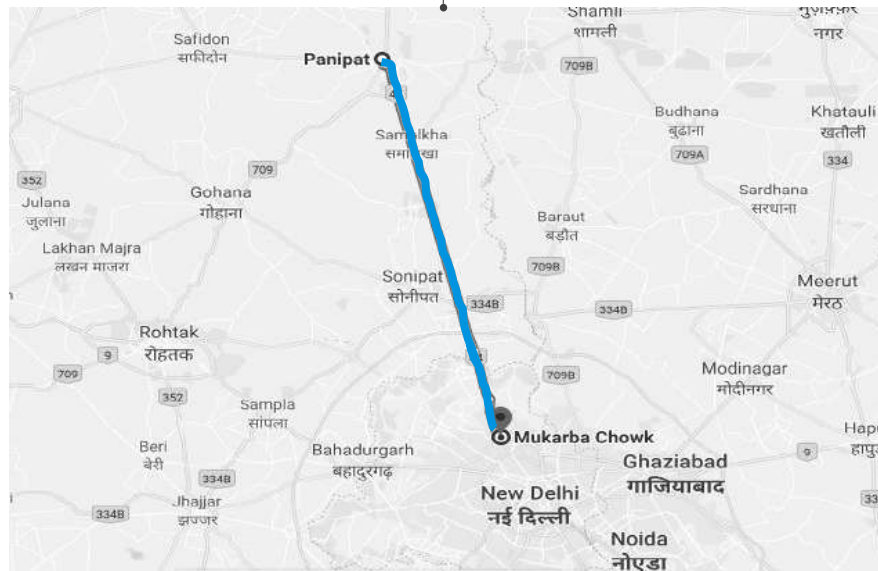 Shamli
शामली
नगर
Safidon
सफीदोन
Panipat
709B
Samalkha
समालखा
Budhana
बुढाना
Khatauli
खतौली
709A
334
709
352
Julana
जुलाना
Gohana
गोहाना
Sardhana
सरधाना
Baraut
बड़ौत
Lakhan Majra
लखन माजरा
709B
Sonipat
सोनीपत
Meerut
मेरठ
334B
334B
Rohtak
रोहतक
9
709
709B
Modinagar
मोदीनगर
352
Sampla
सांपला
Mukarba Chowk
Beri
बेरी
Bahadurgarh
बहादुरगढ़
9
334B
Ghaziabad
गाजियाबाद
New Delhi
नई दिल्ली
Jhajjar
झज्जर
334B
Noida
नोएडा